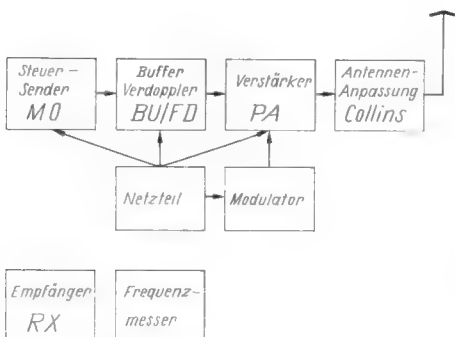 Steuer-
Sender
MO
Buffer
Verdoppler
BU/FD
Verstärker
PA
Antennen-
Anpassung
Collins
Netzteil
Modulator
Empfänger
RX
Frequenz-
messer